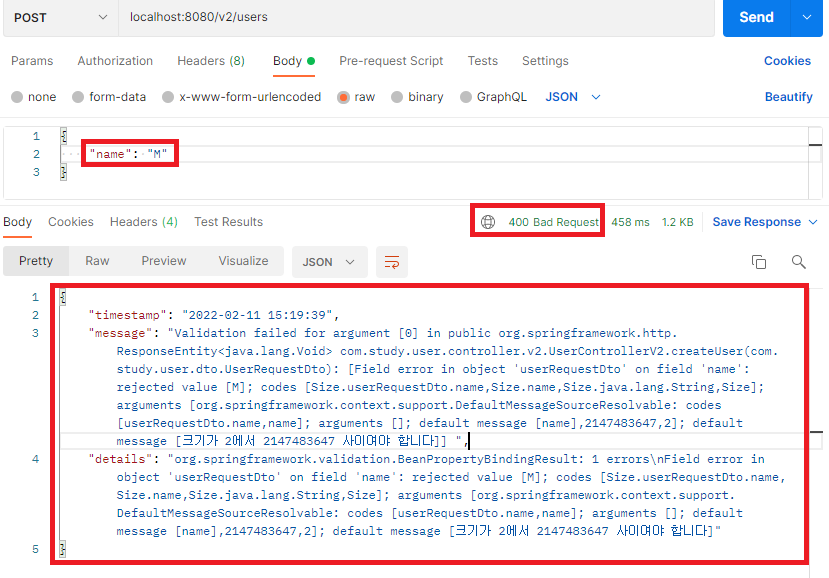 POST localhost:8080/v2/users Send
Params Authorization Headers (8) Body Pre-request Script Tests Settings Cookies
none form-data x-www-form-urlencoded raw binary GraphQL JSON Beautify
1 {
2 "name": "M"
3 }
Body Cookies Headers (4) Test Results 400 Bad Request 458 ms 1.2 KB Save Response
Pretty Raw Preview Visualize JSON
1 {
2 "timestamp": "2022-02-11 15:19:39",
3 "message": "Validation failed for argument [0] in public org.springframework.http.
ResponseEntity<java.lang.Void> com.study.user.controller.v2.UserControllerV2.createUser(com.
study.user.dto.UserRequestDto): [Field error in object 'userRequestDto' on field 'name':
rejected value [M]; codes [Size.userRequestDto.name,Size.name,Size.java.lang.String,Size];
arguments [org.springframework.context.support.DefaultMessageSourceResolvable: codes
[userRequestDto.name,name]; arguments []; default message [name],2147483647,2]; default
message [크기가 2에서 2147483647 사이여야 합니다]] ",
4 "details": "org.springframework.validation.BeanPropertyBindingResult: 1 errors\nField error in
object 'userRequestDto' on field 'name': rejected value [M]; codes [Size.userRequestDto.name,
Size.name,Size.java.lang.String,Size]; arguments [org.springframework.context.support.
DefaultMessageSourceResolvable: codes [userRequestDto.name,name]; arguments []; default
message [name],2147483647,2]; default message [크기가 2에서 2147483647 사이여야 합니다]"
5 }